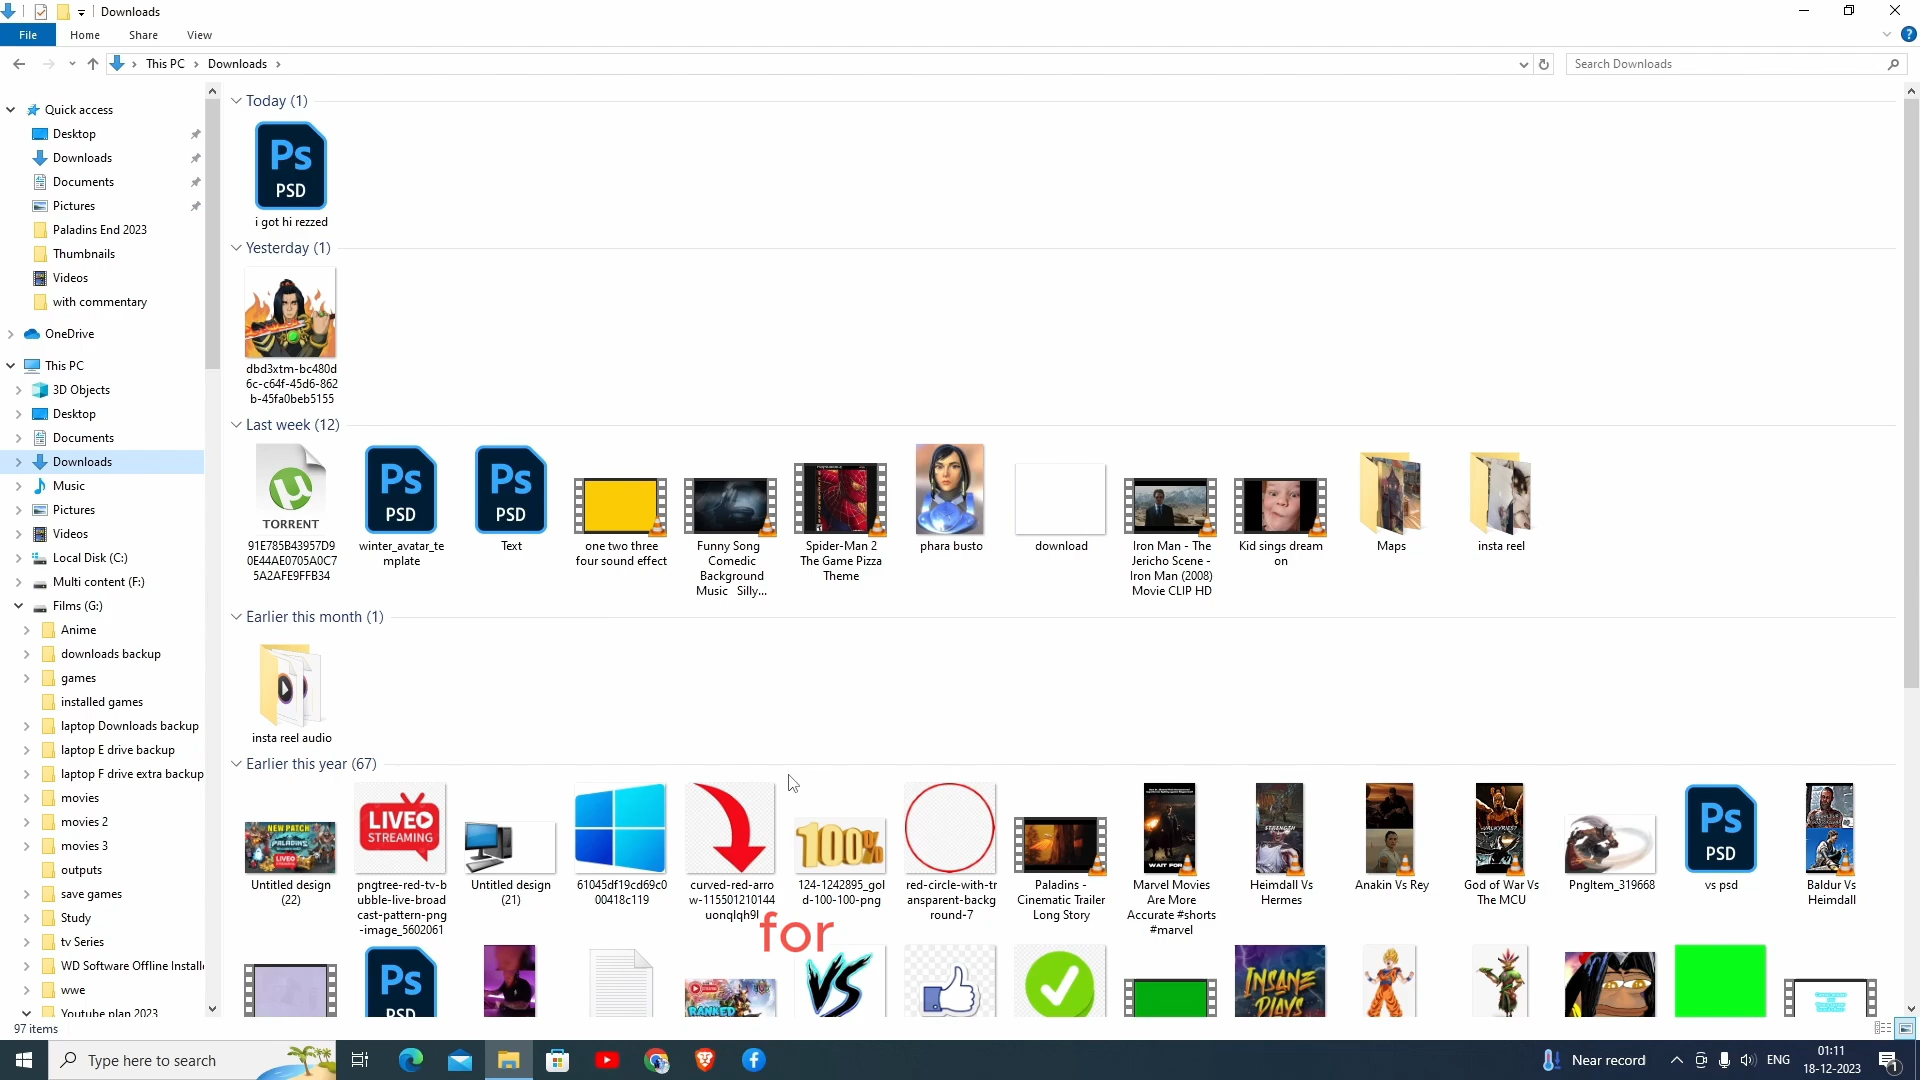 Downloads
File
Home
Share
View
This PC
Downloads
Search Downloads
Quick access
Desktop
Downloads
Documents
Pictures
Paladins End 2023
Thumbnails
Videos
with commentary
OneDrive
This PC
3D Objects
Desktop
Documents
Downloads
Music
Pictures
Videos
Local Disk (C:)
Multi content (F:)
Films (G:)
Anime
downloads backup
games
installed games
laptop Downloads backup
laptop E drive backup
laptop F drive extra backup
movies
movies 2
movies 3
outputs
save games
Study
tv Series
WD Software Offline Installe
wwe
Youtube plan 2023
Today (1)
Ps
PSD
i got hi rezzed
Yesterday (1)
dbd3xtm-bc480d
6c-c64f-45d6-862
b-45fa0beb5155
Last week (12)
TORRENT
91E785B43957D9
0E44AE0705A0C7
5A2AFE9FFB34
Ps
PSD
winter_avatar_te
mplate
Ps
PSD
Text
one two three
four sound effect
Funny Song
Comedic
Background
Music Silly...
Spider-Man 2
The Game Pizza
Theme
phara busto
download
Iron Man - The
Jericho Scene -
Iron Man (2008)
Movie CLIP HD
Kid sings dream
on
Maps
insta reel
Earlier this month (1)
insta reel audio
Earlier this year (67)
NEW PATCH
PALADINS
LIVEO
STREAMING
Untitled design
(22)
LIVEO
STREAMING
pngtree-red-tv-b
ubble-live-broad
cast-pattern-png
-image_5602061
Untitled design
(21)
61045df19cd69c0
00418c119
curved-red-arro
w-115501210144
uonqlqh9l
100%
124-1242895_gol
d-100-100-png
red-circle-with-tr
ansparent-backg
round-7
Paladins -
Cinematic Trailer
Long Story
WAIT FOR
Marvel Movies
Are More
Accurate #shorts
#marvel
STRENGTH
Heimdall Vs
Hermes
Anakin Vs Rey
VALKYRIES?
God of War Vs
The MCU
PngItem_319668
Ps
PSD
vs psd
Baldur Vs
Heimdall
for
Ps
PSD
RANKED
VS
INSANE
PLAYS
97 items
Type here to search
Near record
ENG
01:11
18-12-2023
1